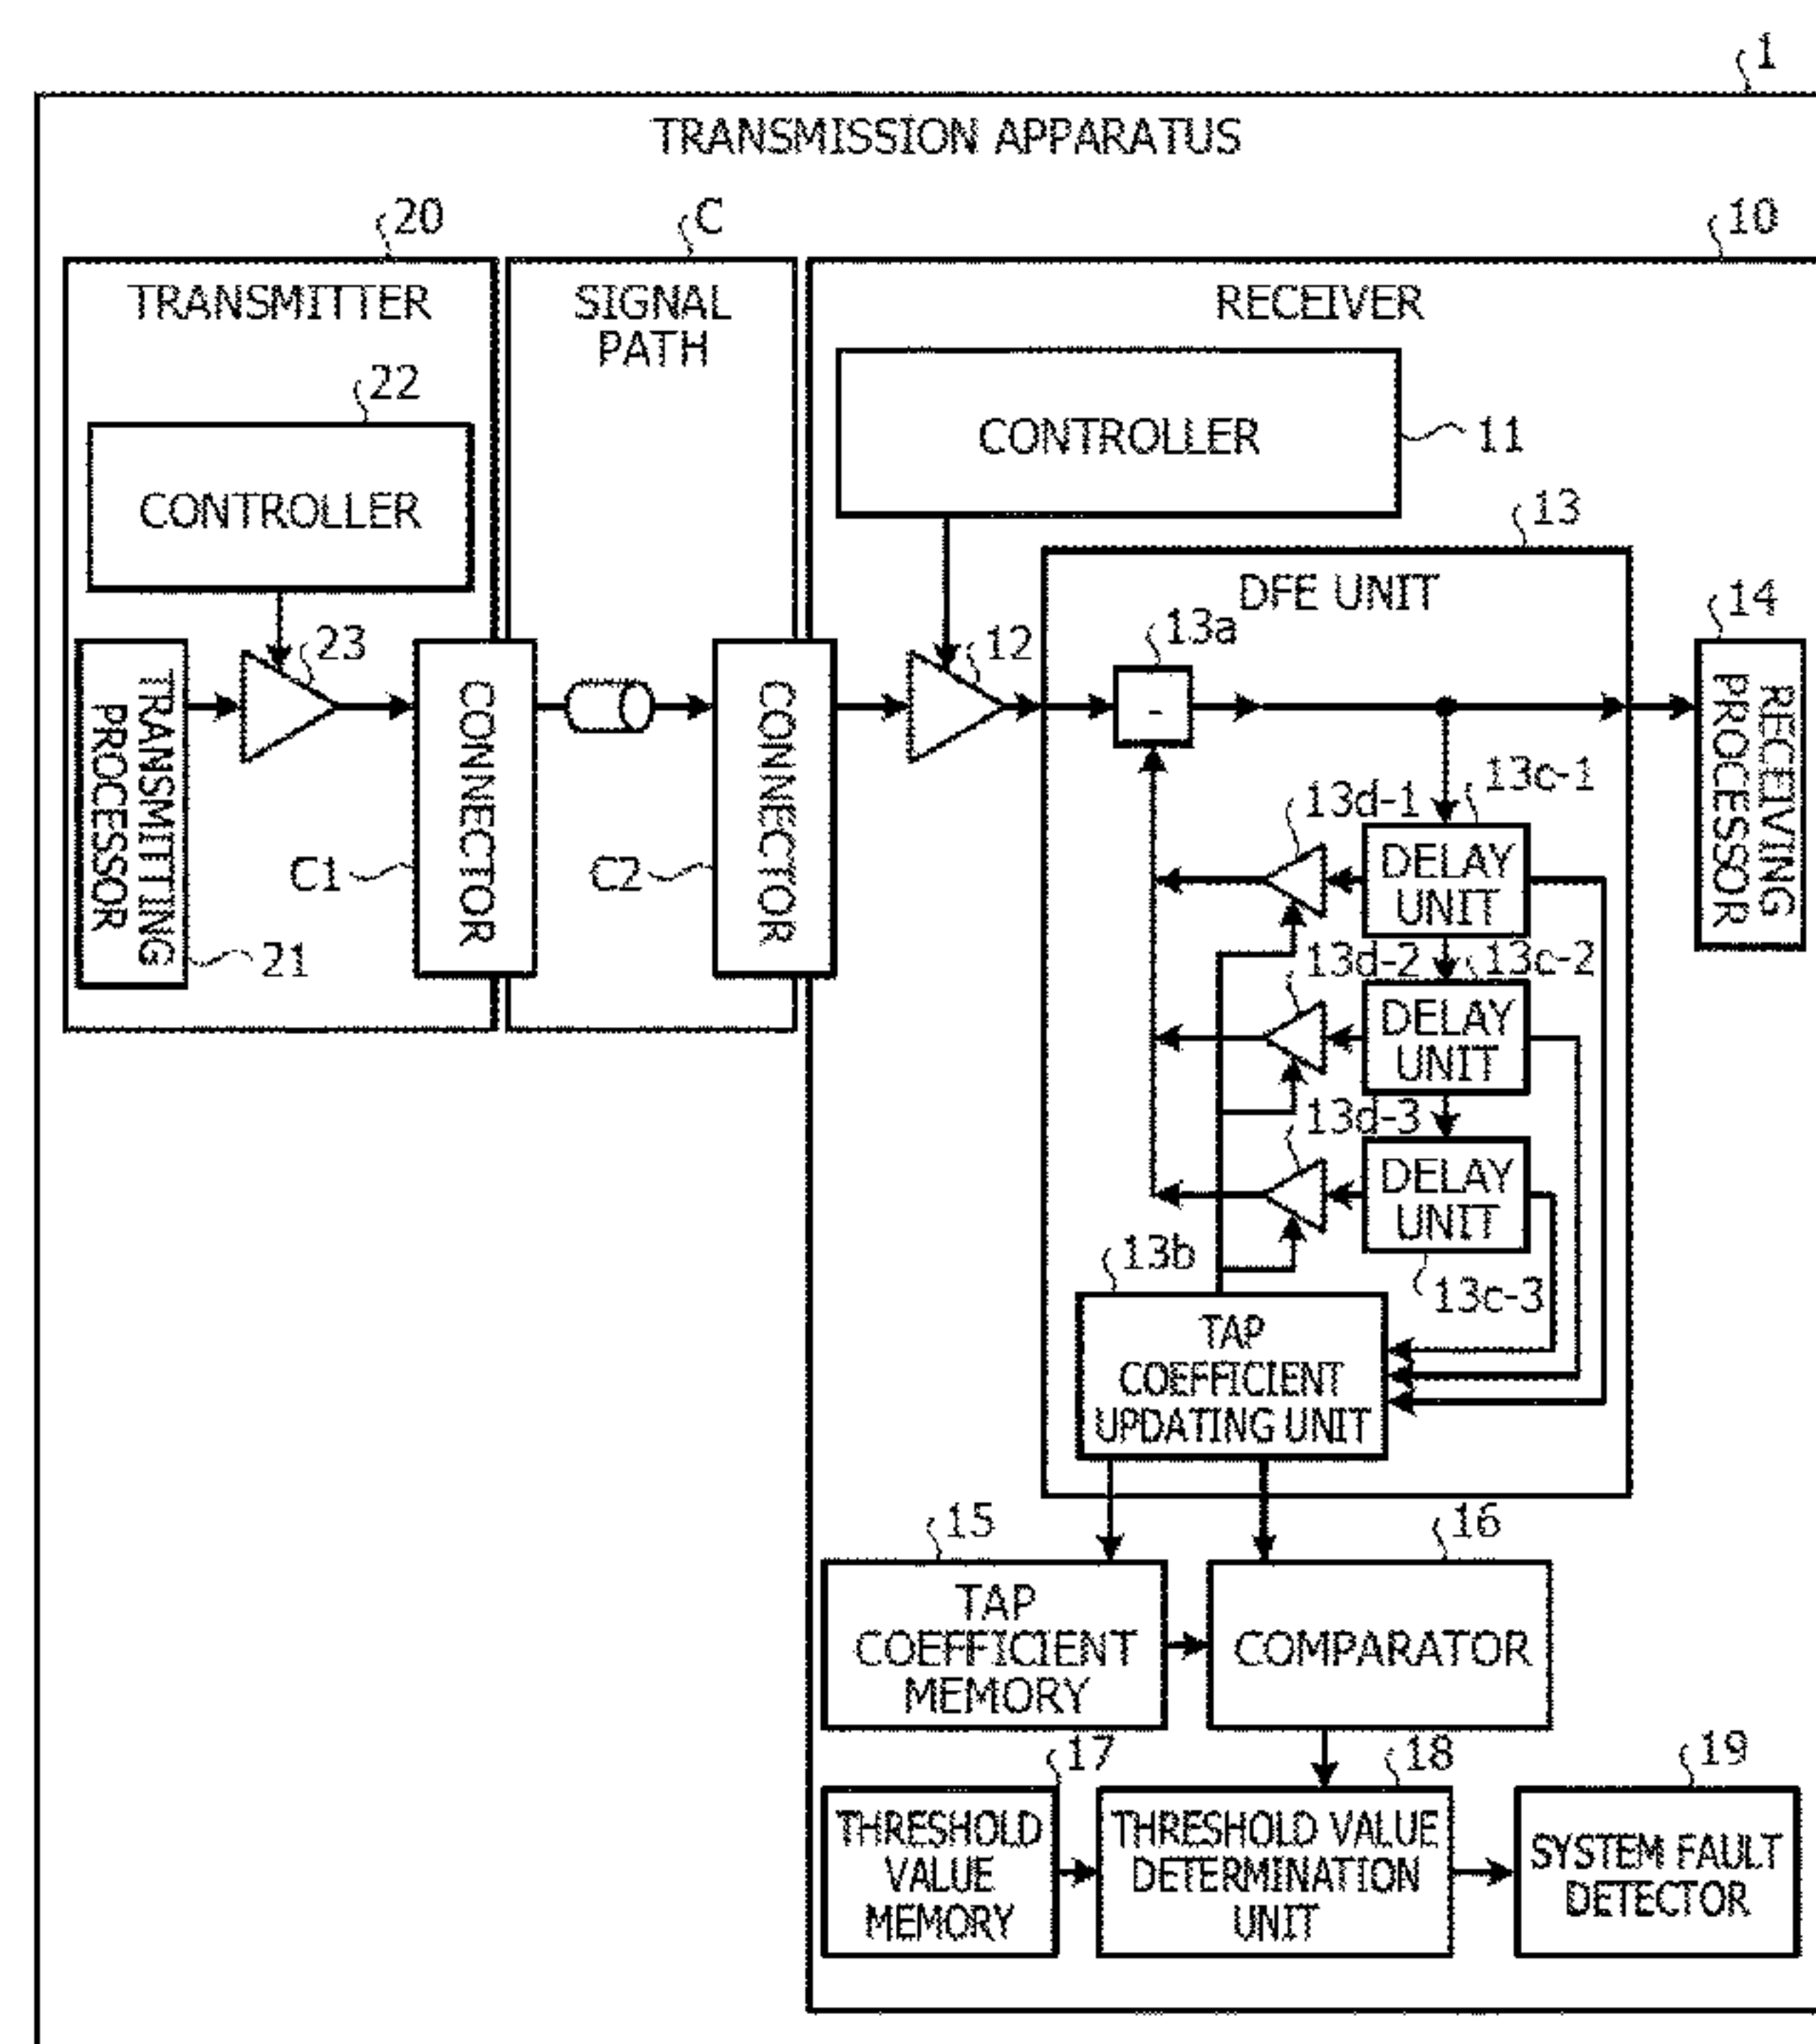 1
TRANSMISSION APPARATUS
20
C
10
TRANSMITTER
SIGNAL
PATH
RECEIVER
22
CONTROLLER
CONTROLLER
11
13
DFE UNIT
23
12
13a
14
-
TRANSMITTING
PROCESSOR
CONNECTOR
CONNECTOR
RECEIVING
PROCESSOR
13d-1
13c-1
DELAY
UNIT
C1
C2
21
13d-2
13c-2
DELAY
UNIT
13d-3
DELAY
UNIT
13b
13c-3
TAP
COEFFICIENT
UPDATING UNIT
15
16
TAP
COEFFICIENT
MEMORY
COMPARATOR
17
18
19
THRESHOLD
VALUE
MEMORY
THRESHOLD VALUE
DETERMINATION
UNIT
SYSTEM FAULT
DETECTOR